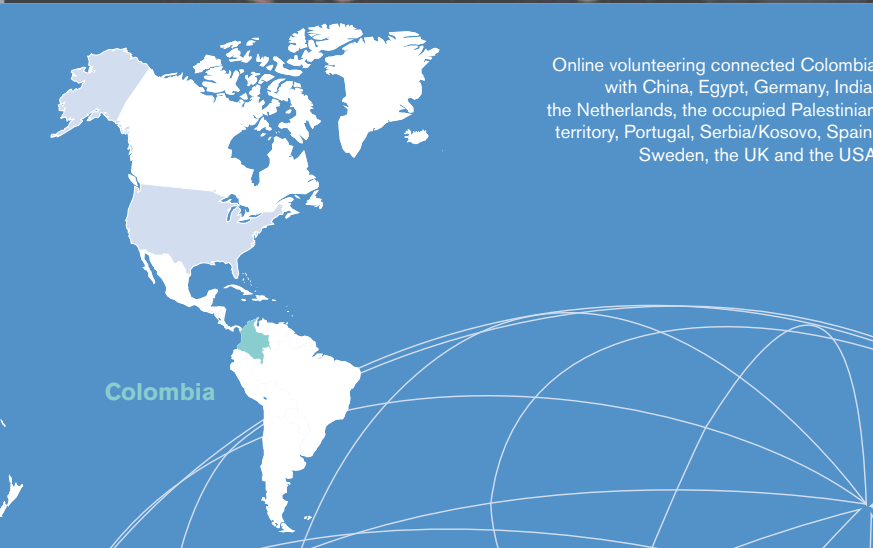 Online volunteering connected Colombia
with China, Egypt, Germany, India,
the Netherlands, the occupied Palestinian
territory, Portugal, Serbia/Kosovo, Spain,
Sweden, the UK and the USA
Colombia